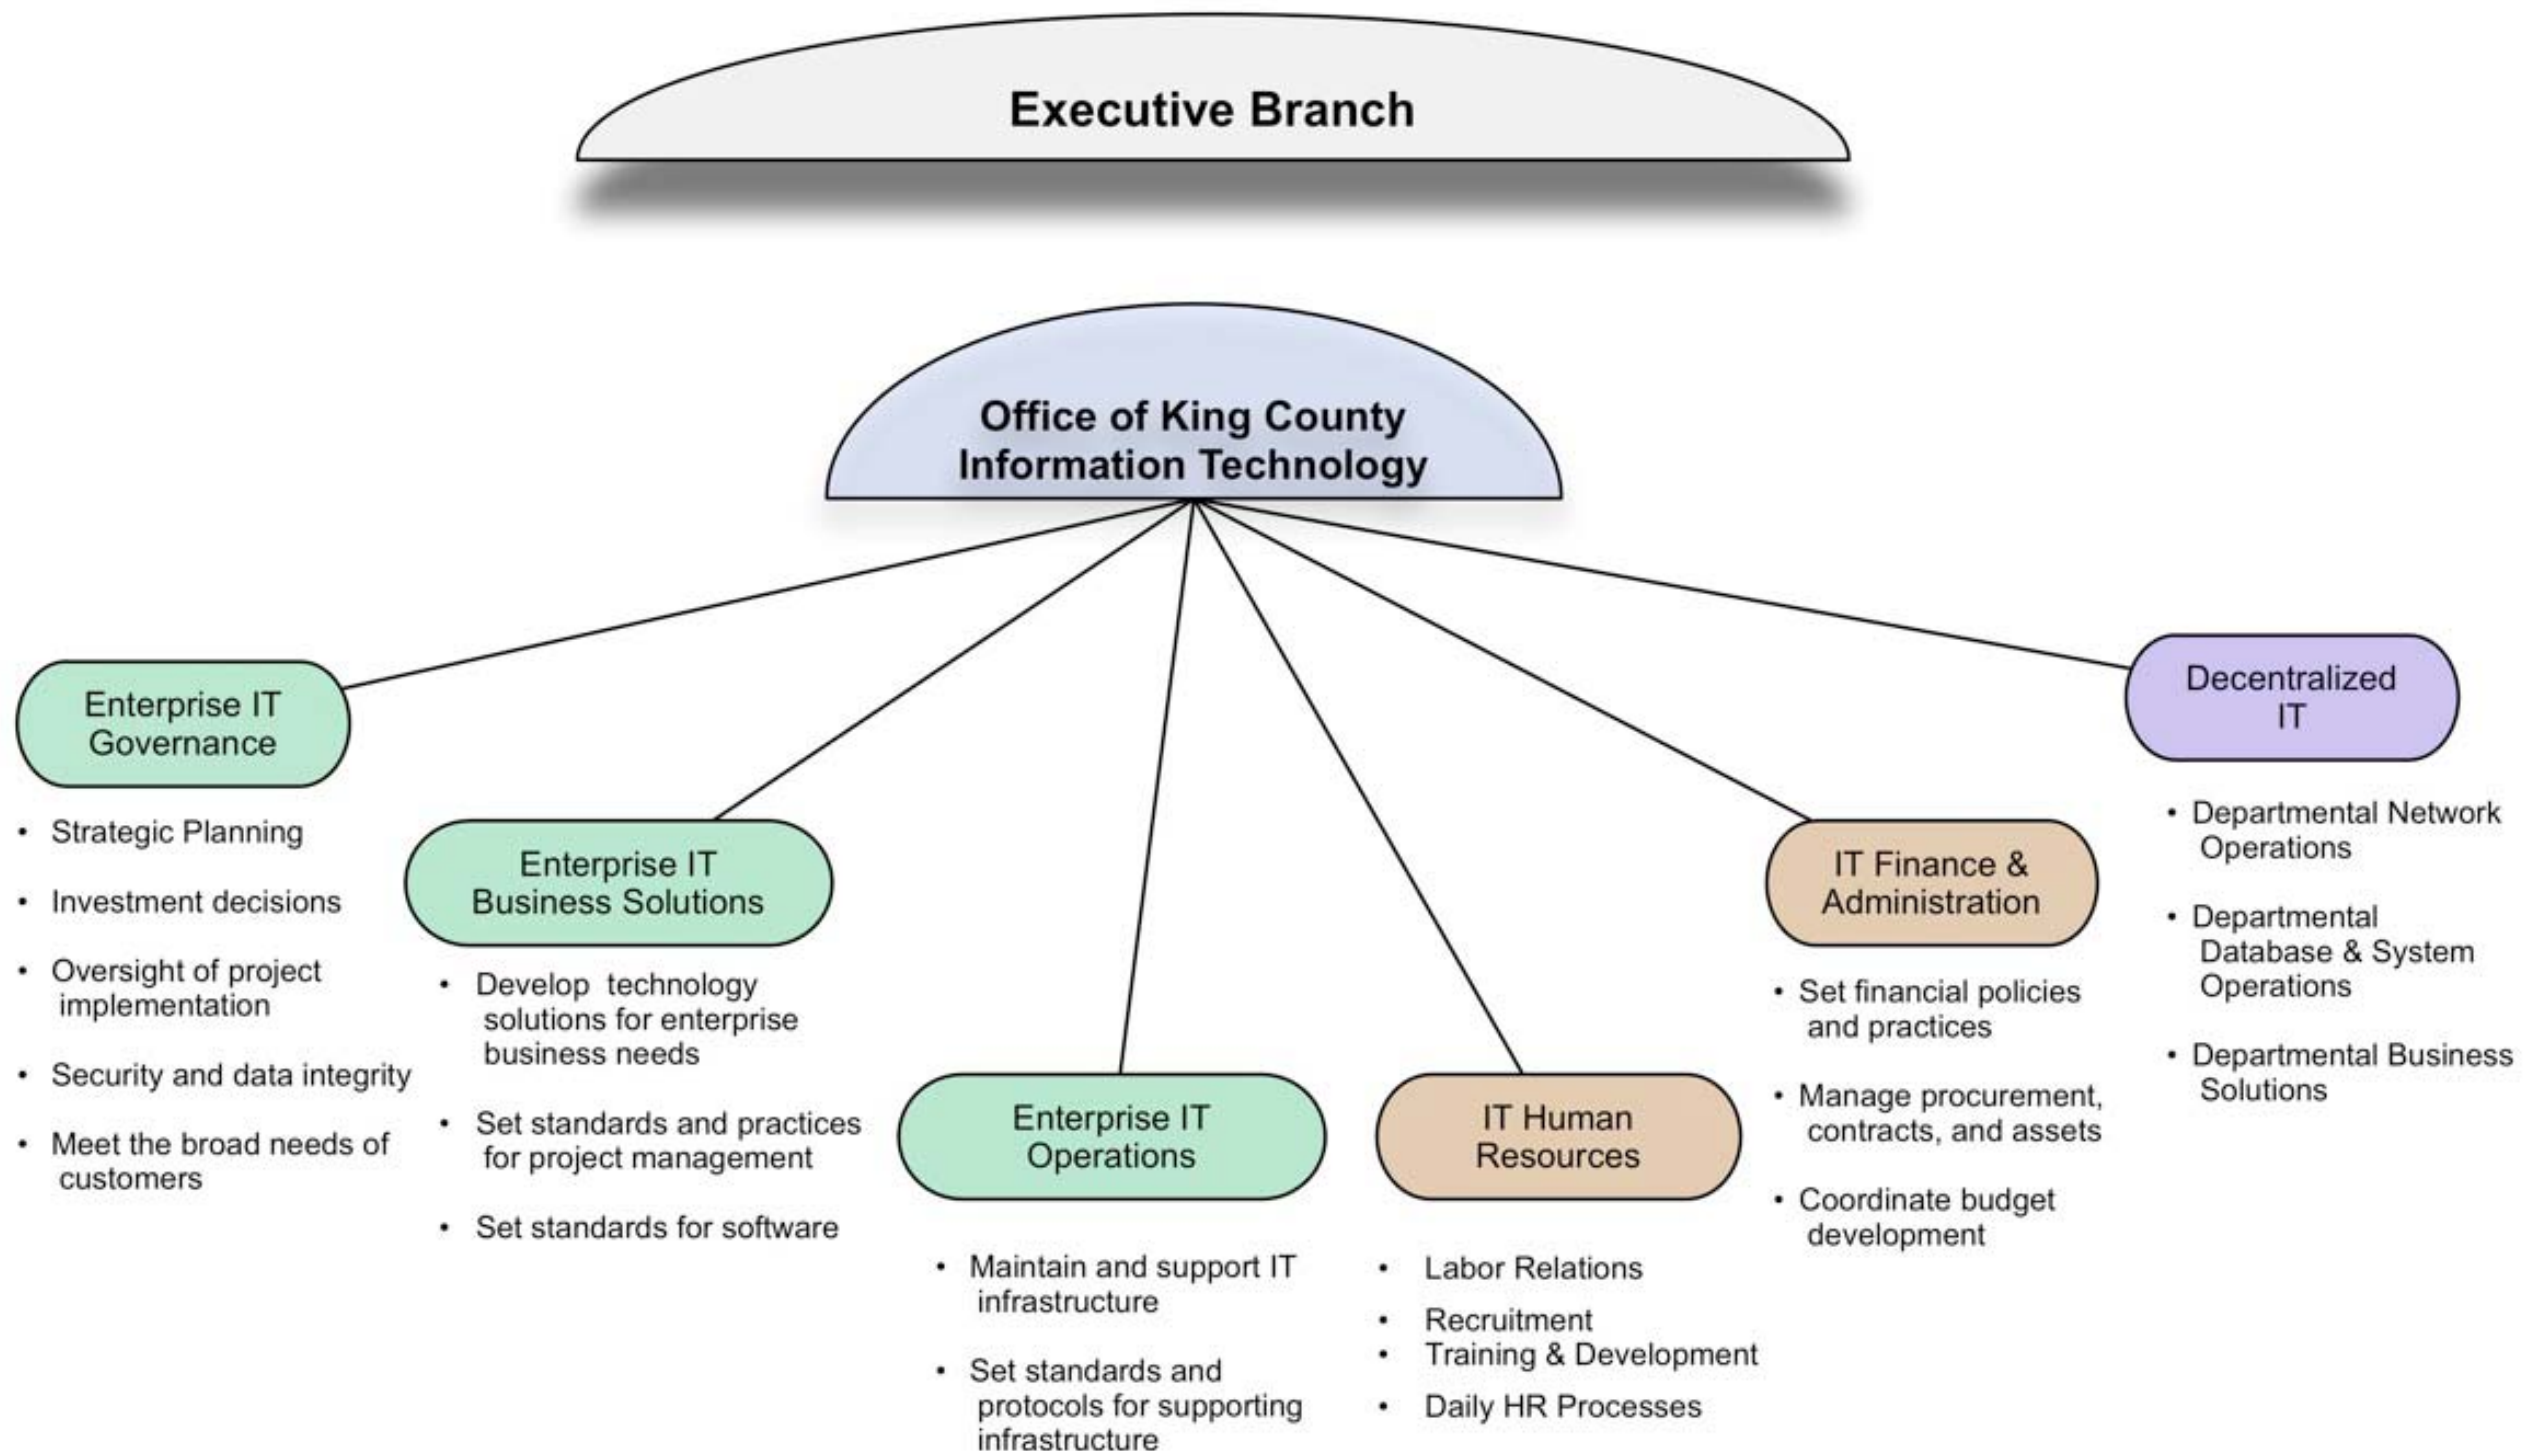 Executive Branch
Office of King County
Information Technology
Enterprise IT
Governance
• Strategic Planning
• Investment decisions
• Oversight of project
implementation
• Security and data integrity
• Meet the broad needs of
customers
Enterprise IT
Business Solutions
• Develop technology
solutions for enterprise
business needs
• Set standards and practices
for project management
• Set standards for software
Enterprise IT
Operations
• Maintain and support IT
infrastructure
• Set standards and
protocols for supporting
infrastructure
IT Human
Resources
• Labor Relations
• Recruitment
• Training & Development
• Daily HR Processes
IT Finance &
Administration
• Set financial policies
and practices
• Manage procurement,
contracts, and assets
• Coordinate budget
development
Decentralized
IT
• Departmental Network
Operations
• Departmental
Database & System
Operations
• Departmental Business
Solutions